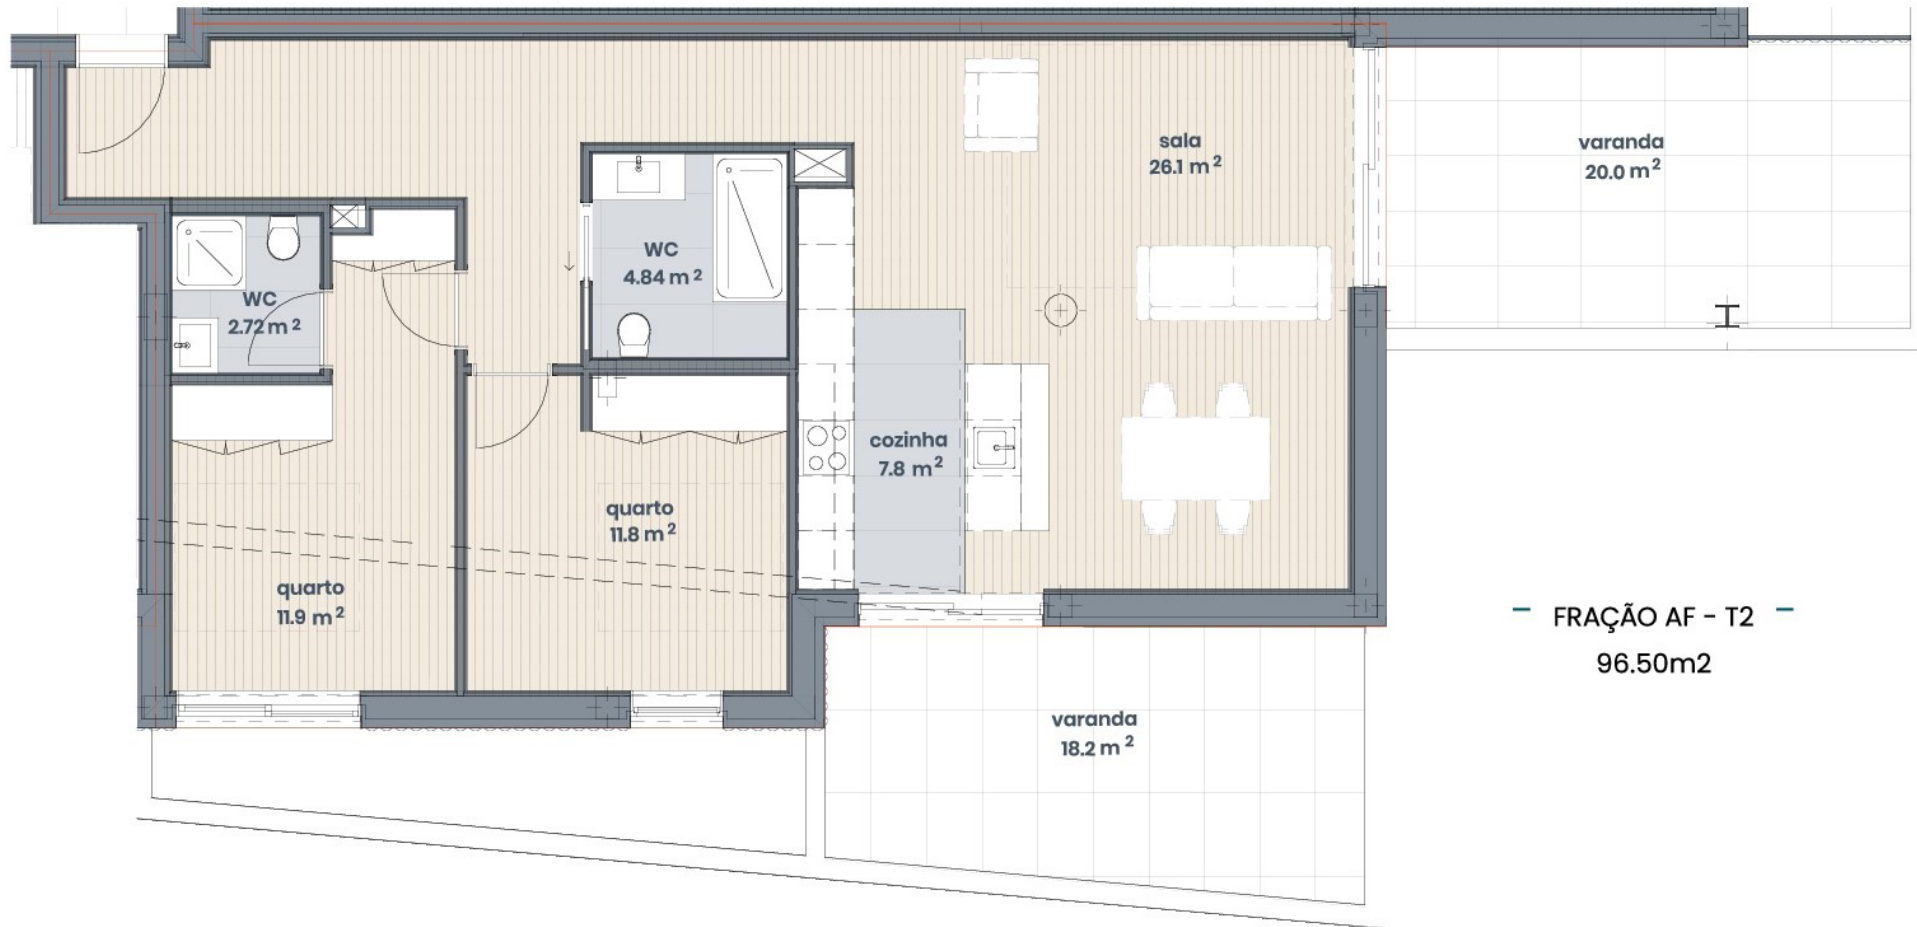 sala
26.1 m²
varanda
20.0 m²
WC
4.84 m²
WC
2.72 m²
cozinha
7.8 m²
quarto
11.8 m²
quarto
11.9 m²
FRAÇÃO AF - T2
96.50m2
varanda
18.2 m²